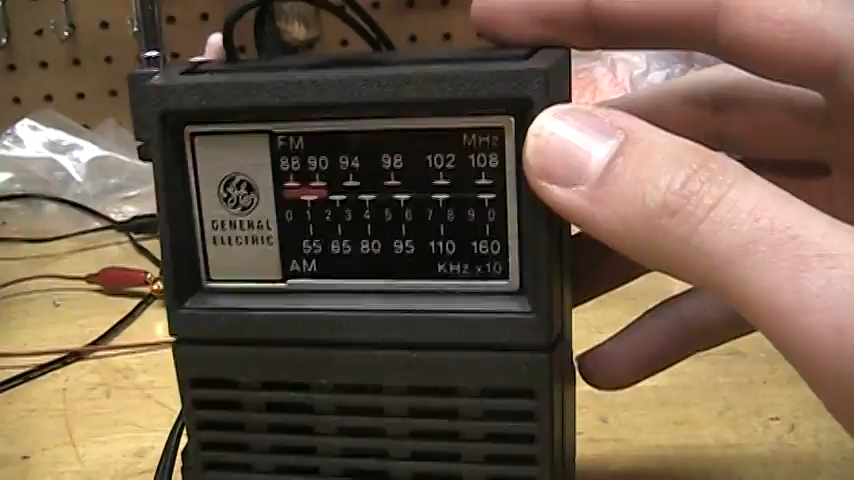 FM MHz
88 90 94 98 102 108
0 1 2 3 4 5 6 7 8 9 0
55 65 80 95 110 160
AM KHz x10
GE
GENERAL
ELECTRIC